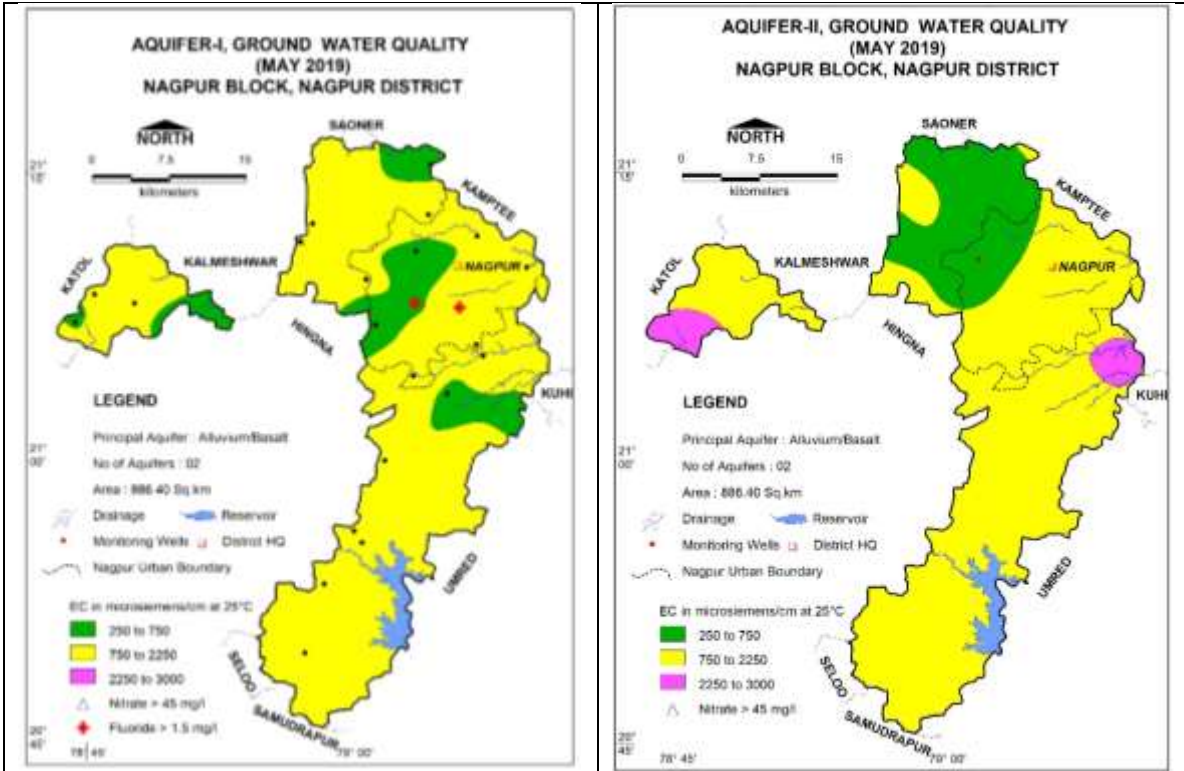 AQUIFER-I, GROUND WATER QUALITY
(MAY 2019)
NAGPUR BLOCK, NAGPUR DISTRICT
SAONER
NORTH
0 7.5 15
kilometers
21°
15'
KAMPTEE
KATOL
KALMESHWAR
NAGPUR
HINGNA
LEGEND
KUHI
Principal Aquifer : Alluvium/Basalt
21°
00'
No of Aquifers : 02
Area : 886.40 Sq.km
Drainage Reservoir
Monitoring Wells District HQ
Nagpur Urban Boundary
UMRED
EC in microsiemens/cm at 25°C
250 to 750
750 to 2250
2250 to 3000
SELOO
Nitrate > 45 mg/l
SAMUDRAPUR
Fluoride > 1.5 mg/l
20°
45'
78° 45' 79° 00'
AQUIFER-II, GROUND WATER QUALITY
(MAY 2019)
NAGPUR BLOCK, NAGPUR DISTRICT
SAONER
NORTH
0 7.5 15
kilometers
21°
15'
KAMPTEE
KATOL
KALMESHWAR
NAGPUR
HINGNA
KUHI
LEGEND
Principal Aquifer : Alluvium/Basalt
21°
00'
No of Aquifers : 02
Area : 886.40 Sq.km
Drainage Reservoir
Monitoring Wells District HQ
Nagpur Urban Boundary
UMRED
EC in microsiemens/cm at 25°C
250 to 750
750 to 2250
2250 to 3000
SELOO
Nitrate > 45 mg/l
SAMUDRAPUR
20°
45'
78° 45' 79° 00'